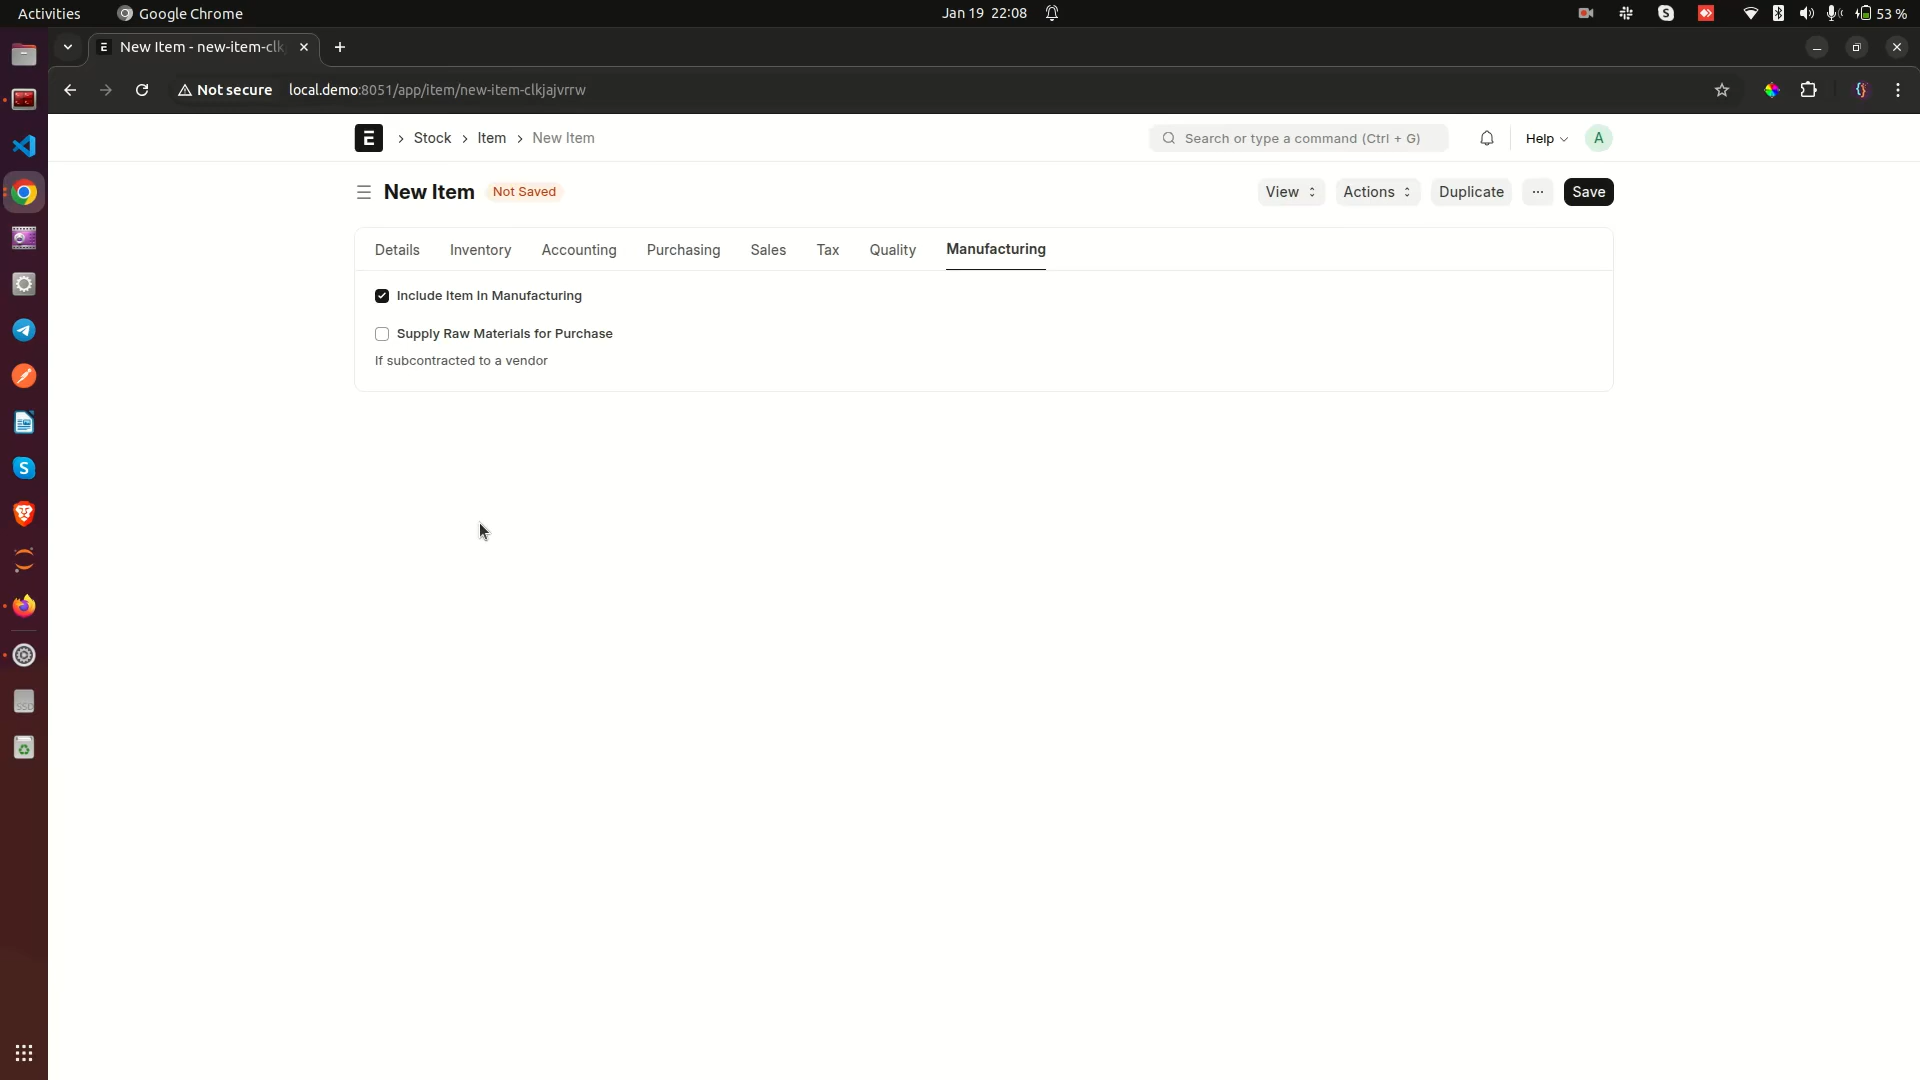 Activities
Google Chrome
Jan 19 22:08
53 %
New Item - new-item-clk
Not secure
local.demo:8051/app/item/new-item-clkjajvrrw
E
Stock
Item
New Item
Search or type a command (Ctrl + G)
Help
A
New Item
Not Saved
View
Actions
Duplicate
Save
Details
Inventory
Accounting
Purchasing
Sales
Tax
Quality
Manufacturing
Include Item In Manufacturing
Supply Raw Materials for Purchase
If subcontracted to a vendor